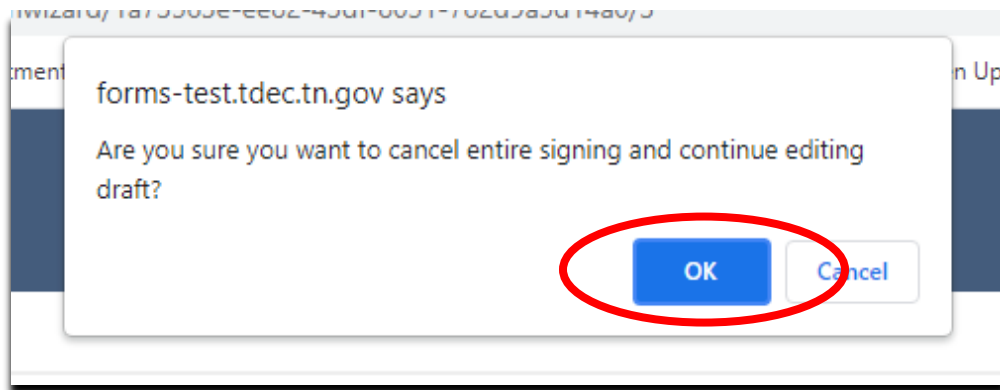 forms-test.tdec.tn.gov says
Are you sure you want to cancel entire signing and continue editing
draft?
OK Cancel